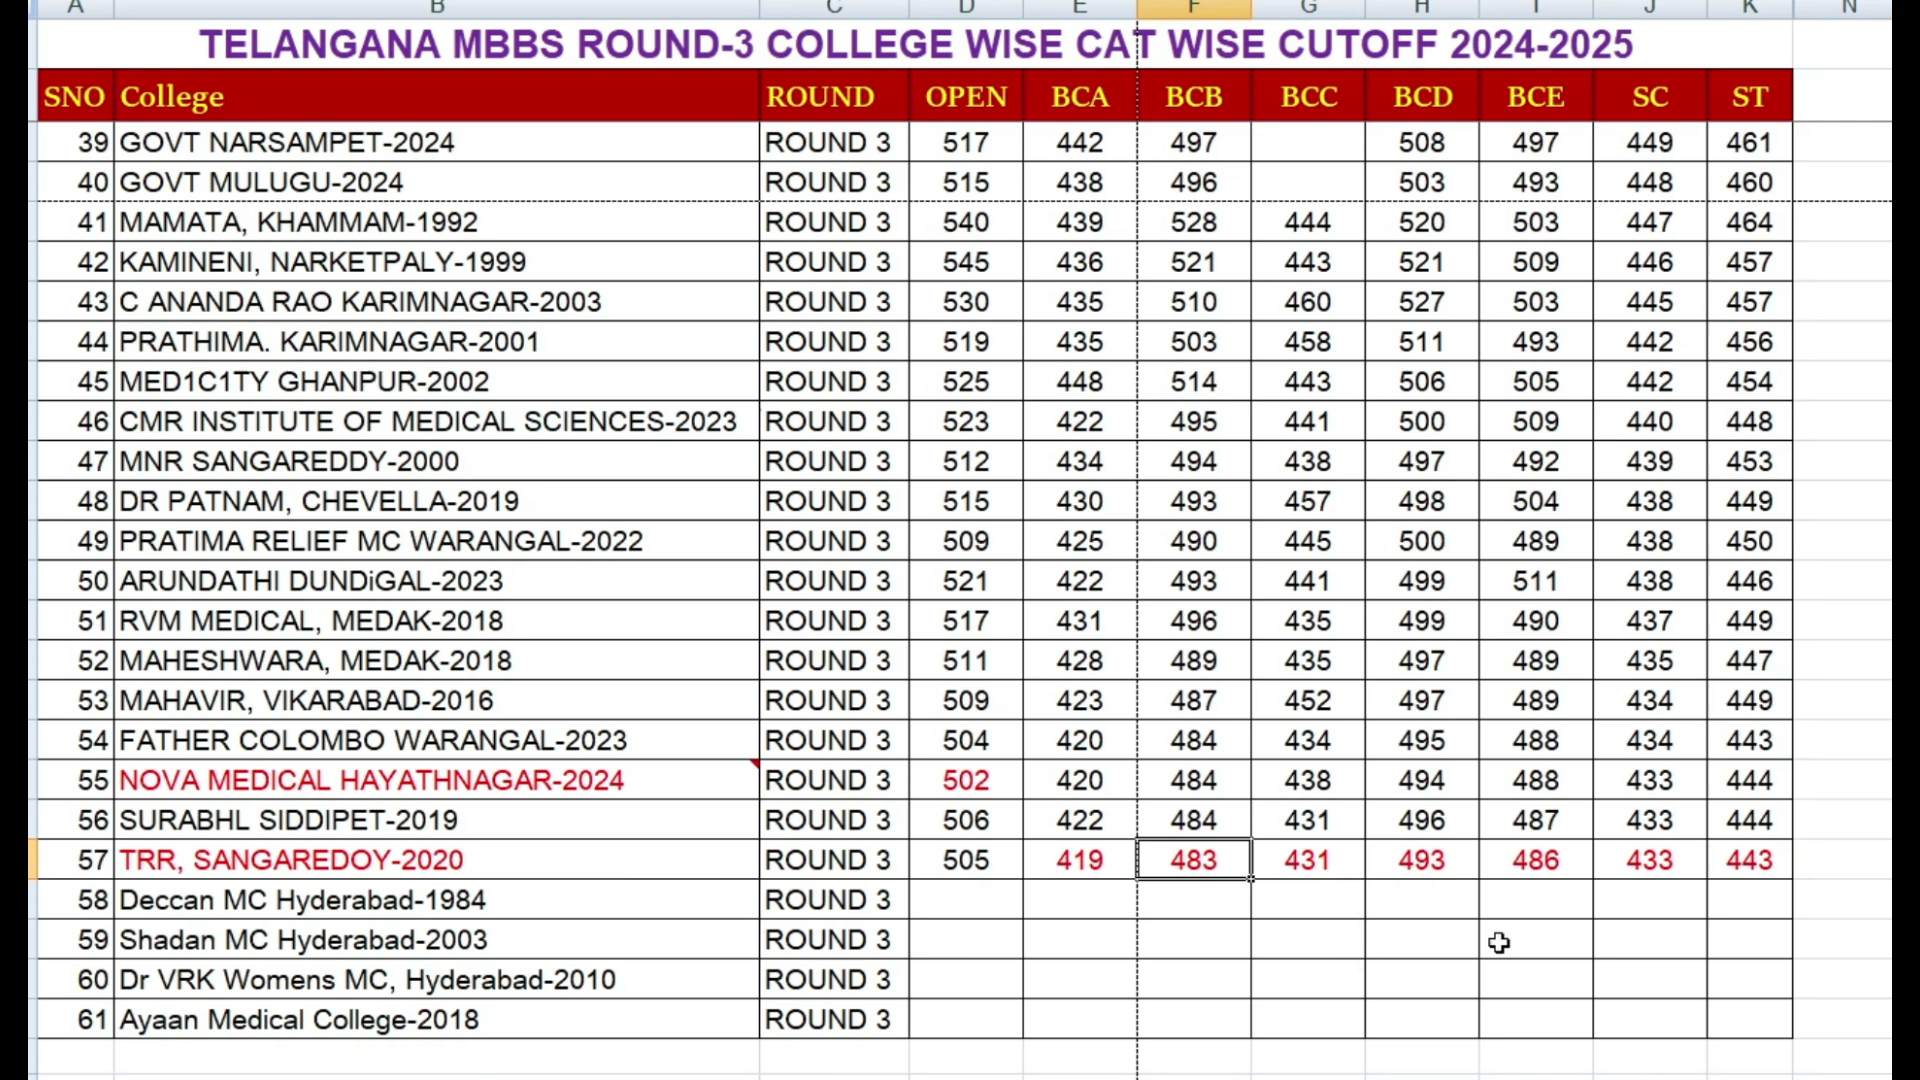 A B C D E F G H I J K N
TELANGANA MBBS ROUND-3 COLLEGE WISE CAT WISE CUTOFF 2024-2025
SNO College ROUND OPEN BCA BCB BCC BCD BCE SC ST
39 GOVT NARSAMPET-2024 ROUND 3 517 442 497 508 497 449 461
40 GOVT MULUGU-2024 ROUND 3 515 438 496 503 493 448 460
41 MAMATA, KHAMMAM-1992 ROUND 3 540 439 528 444 520 503 447 464
42 KAMINENI, NARKETPALY-1999 ROUND 3 545 436 521 443 521 509 446 457
43 C ANANDA RAO KARIMNAGAR-2003 ROUND 3 530 435 510 460 527 503 445 457
44 PRATHIMA. KARIMNAGAR-2001 ROUND 3 519 435 503 458 511 493 442 456
45 MED1C1TY GHANPUR-2002 ROUND 3 525 448 514 443 506 505 442 454
46 CMR INSTITUTE OF MEDICAL SCIENCES-2023 ROUND 3 523 422 495 441 500 509 440 448
47 MNR SANGAREDDY-2000 ROUND 3 512 434 494 438 497 492 439 453
48 DR PATNAM, CHEVELLA-2019 ROUND 3 515 430 493 457 498 504 438 449
49 PRATIMA RELIEF MC WARANGAL-2022 ROUND 3 509 425 490 445 500 489 438 450
50 ARUNDATHI DUNDiGAL-2023 ROUND 3 521 422 493 441 499 511 438 446
51 RVM MEDICAL, MEDAK-2018 ROUND 3 517 431 496 435 499 490 437 449
52 MAHESHWARA, MEDAK-2018 ROUND 3 511 428 489 435 497 489 435 447
53 MAHAVIR, VIKARABAD-2016 ROUND 3 509 423 487 452 497 489 434 449
54 FATHER COLOMBO WARANGAL-2023 ROUND 3 504 420 484 434 495 488 434 443
55 NOVA MEDICAL HAYATHNAGAR-2024 ROUND 3 502 420 484 438 494 488 433 444
56 SURABHL SIDDIPET-2019 ROUND 3 506 422 484 431 496 487 433 444
57 TRR, SANGAREDOY-2020 ROUND 3 505 419 483 431 493 486 433 443
58 Deccan MC Hyderabad-1984 ROUND 3
59 Shadan MC Hyderabad-2003 ROUND 3
60 Dr VRK Womens MC, Hyderabad-2010 ROUND 3
61 Ayaan Medical College-2018 ROUND 3